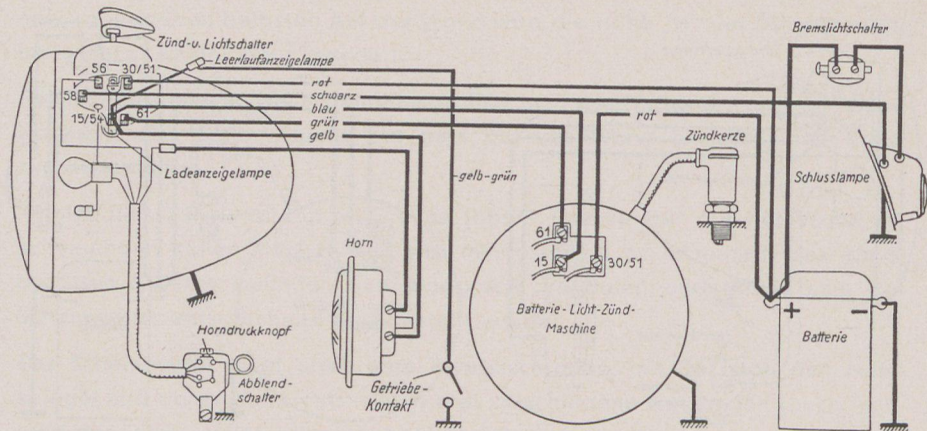 Zünd-u. Lichtschalter
Leerlaufanzeigelampe
Bremslichtschalter
56
30/51
58
15/54
61
rot
schwarz
blau
grün
gelb
rot
Zündkerze
Ladeanzeigelampe
gelb-grün
Schlusslampe
Horn
61
15
30/51
Batterie-Licht-Zünd-
Maschine
+
-
Batterie
Horndruckknopf
Abblend-
schalter
Getriebe-
Kontakt